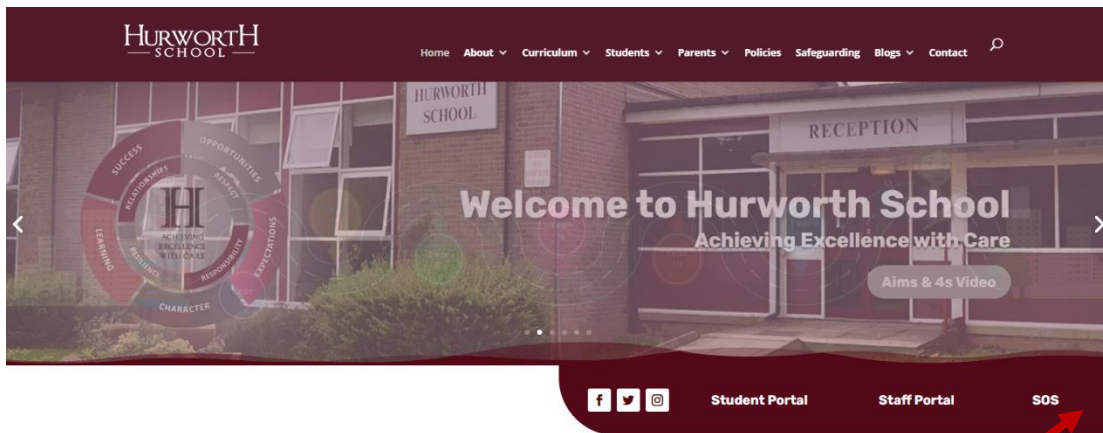 HURWORTH
SCHOOL
Home About Curriculum Students Parents Policies Safeguarding Blogs Contact
HURWORTH
SCHOOL
RECEPTION
SUCCESS
OPPORTUNITIES
RELATIONSHIPS
RESPECT
LEARNING
EXPECTATIONS
H
ACHIEVING
EXCELLENCE
WITH CARE
RESILIENCE
RESPONSIBILITY
CHARACTER
Welcome to Hurworth School
Achieving Excellence with Care
Aims & 4s Video
Student Portal Staff Portal SOS